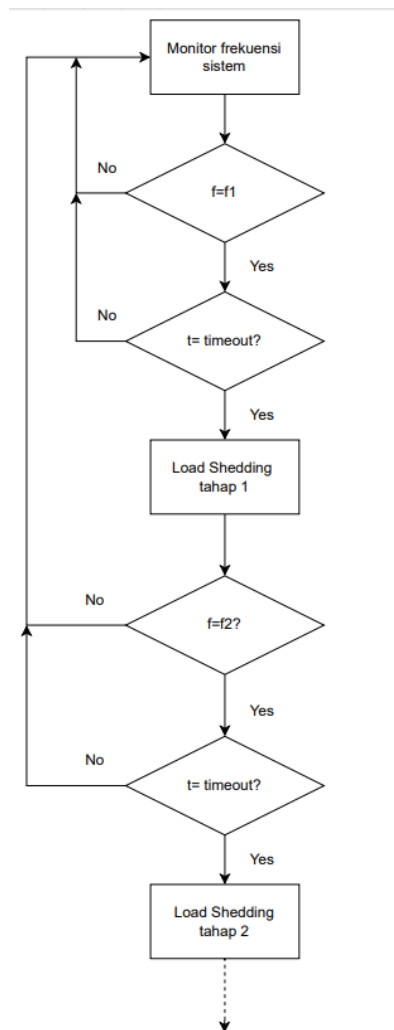 Monitor frekuensi
sistem
No
f=f1
Yes
No
t= timeout?
Yes
Load Shedding
tahap 1
No
f=f2?
Yes
No
t= timeout?
Yes
Load Shedding
tahap 2